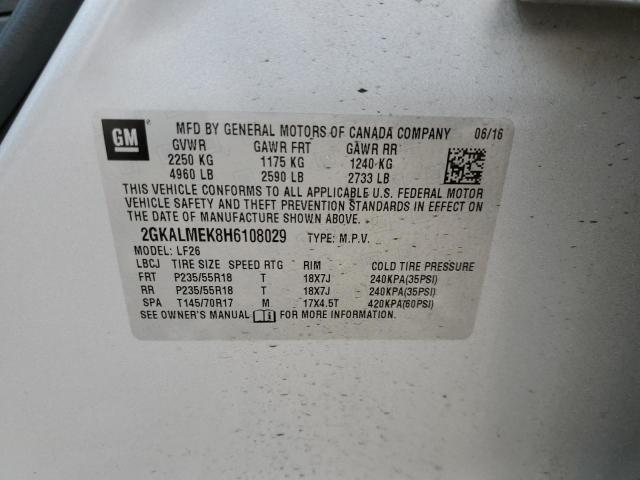 GM
MFD BY GENERAL MOTORS OF CANADA COMPANY 06/16
GVWR GAWR FRT GAWR RR
2250 KG 1175 KG 1240 KG
4960 LB 2590 LB 2733 LB
THIS VEHICLE CONFORMS TO ALL APPLICABLE U.S. FEDERAL MOTOR
VEHICLE SAFETY AND THEFT PREVENTION STANDARDS IN EFFECT ON
THE DATE OF MANUFACTURE SHOWN ABOVE.
2GKALMEK8H6108029 TYPE: M.P.V.
MODEL: LF26
LBCJ TIRE SIZE SPEED RTG RIM COLD TIRE PRESSURE
FRT P235/55R18 T 18X7J 240KPA(35PSI)
RR P235/55R18 T 18X7J 240KPA(35PSI)
SPA T145/70R17 M 17X4.5T 420KPA(60PSI)
SEE OWNER'S MANUAL FOR MORE INFORMATION.